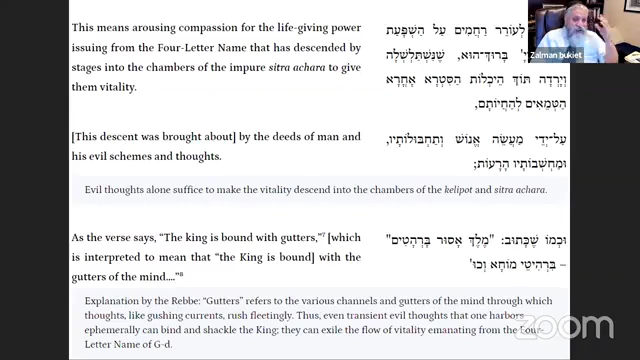 This means arousing compassion for the life-giving power
issuing from the Four-Letter Name that has descended by
stages into the chambers of the impure sitra achara to give
them vitality.
לְעוֹרֵר רַחֲמִים עַל הַשְׁפָּעַת
בָּרוּךְ־הוּא, שֶׁנִּשְׁתַּלְשְׁלָה
וְיָרְדָה תּוֹךְ הֵיכְלוֹת הַסִּטְרָא אָחֳרָא
הַטְּמֵאִים לְהַחֲיוֹתָם,
[This descent was brought about] by the deeds of man and
his evil schemes and thoughts.
עַל־יְדֵי מַעֲשֵׂה אֱנוֹשׁ וְתַחְבּוּלוֹתָיו,
וּמַחְשְׁבוֹתָיו הָרָעוֹת;
Evil thoughts alone suffice to make the vitality descend into the chambers of the kelipot and sitra achara.
As the verse says, “The king is bound with gutters,”7 [which
is interpreted to mean that “the King is bound] with the
gutters of the mind....”8
וּכְמוֹ שֶׁכָּתוּב: "מֶלֶךְ אָסוּר בָּרְהָטִים"
– בִּרְהִיטֵי מוֹחָא וְכוּ'
Explanation by the Rebbe: “Gutters” refers to the various channels and gutters of the mind through which
thoughts, like gushing currents, rush fleetingly. Thus, even transient evil thoughts that one harbors
ephemerally can bind and shackle the King; they can exile the flow of vitality emanating from the Four-
Letter Name of G-d.
Zalman bukiet
zoom